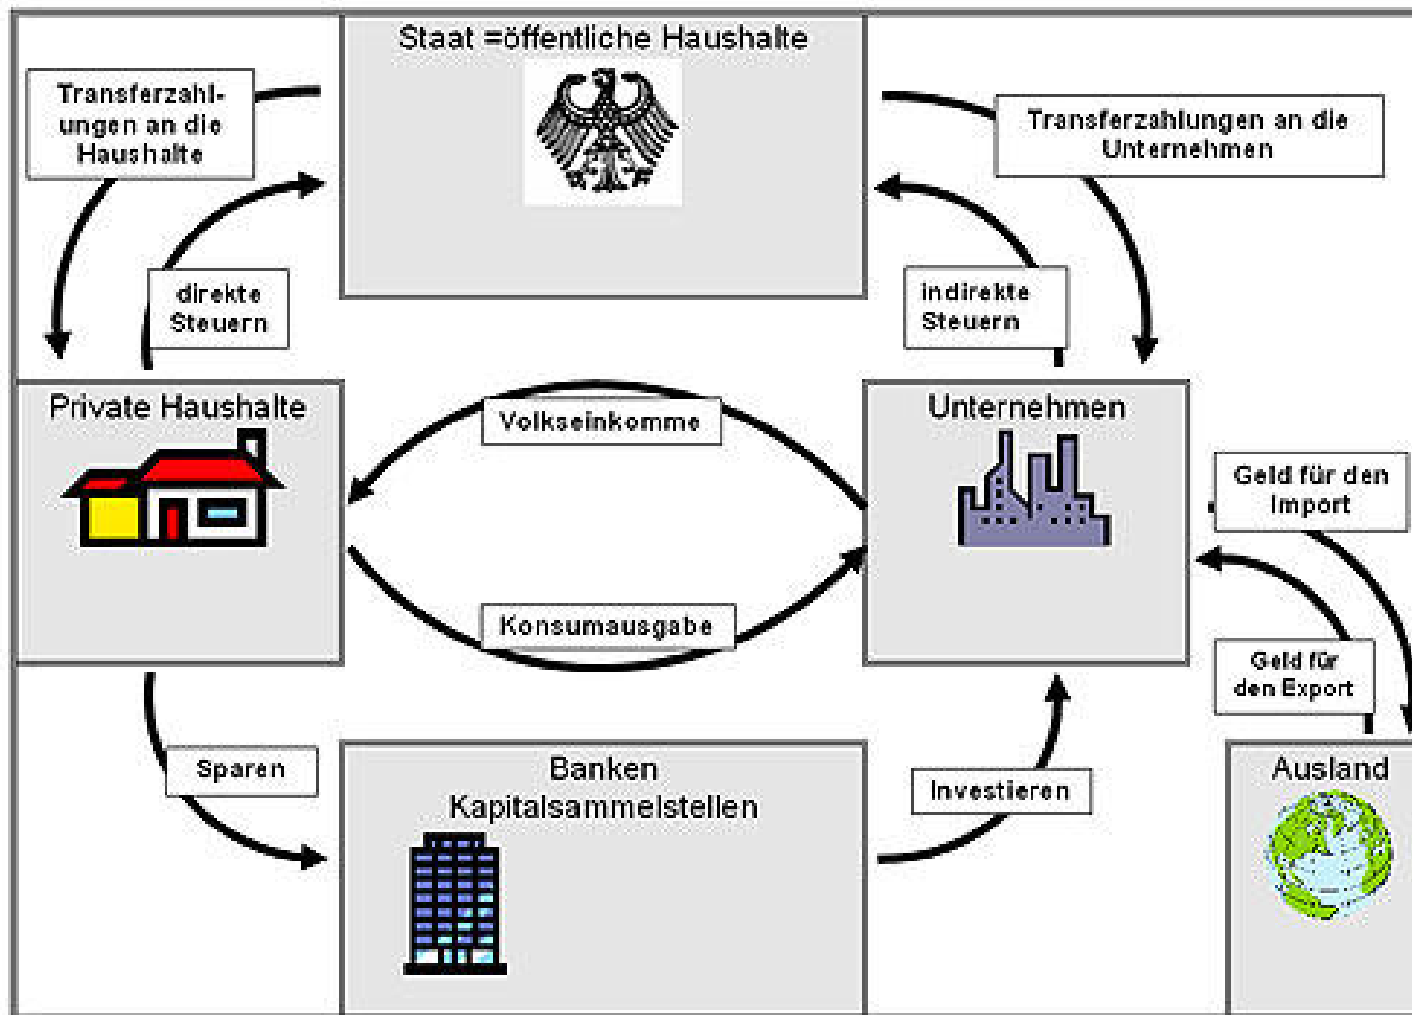 Staat =öffentliche Haushalte
Transferzahl-
ungen an die
Haushalte
Transferzahlungen an die
Unternehmen
direkte
Steuern
indirekte
Steuern
Private Haushalte
Volkseinkomme
Unternehmen
Geld für den
Import
Konsumausgabe
Geld für
den Export
Sparen
Banken
Kapitalsammelstellen
Investieren
Ausland